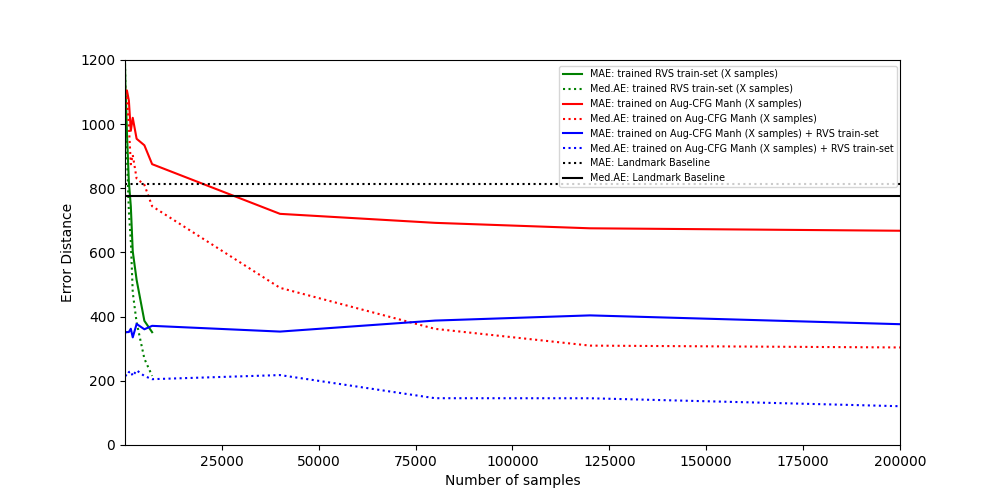 1200
1000
800
600
400
200
0
Error Distance
MAE: trained RVS train-set (X samples)
Med.AE: trained RVS train-set (X samples)
MAE: trained on Aug-CFG Manh (X samples)
Med.AE: trained on Aug-CFG Manh (X samples)
MAE: trained on Aug-CFG Manh (X samples) + RVS train-set
Med.AE: trained on Aug-CFG Manh (X samples) + RVS train-set
MAE: Landmark Baseline
Med.AE: Landmark Baseline
25000 50000 75000 100000 125000 150000 175000 200000
Number of samples